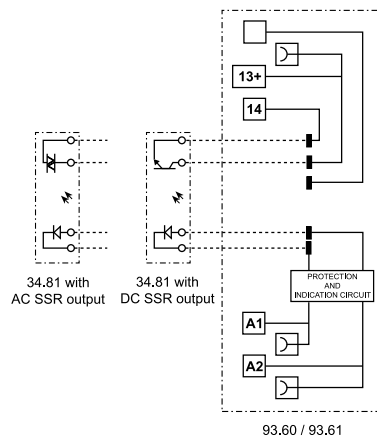 13+
14
PROTECTION
AND
INDICATION CIRCUIT
A1
A2
34.81 with
AC SSR output
34.81 with
DC SSR output
93.60 / 93.61